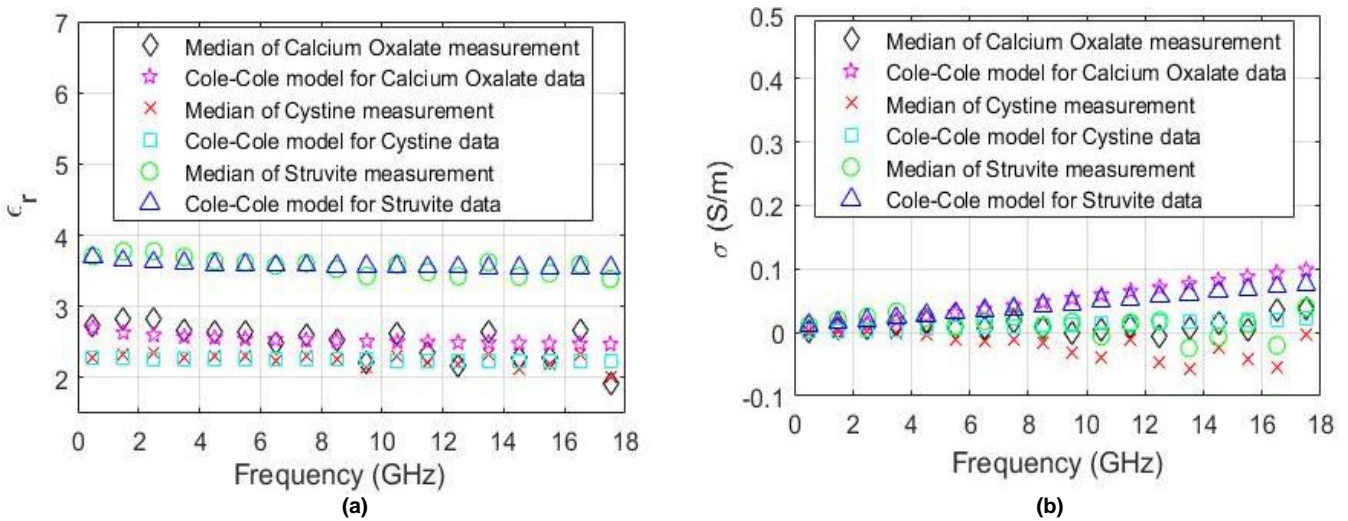 7
6
5
4
3
2
ϵr
Median of Calcium Oxalate measurement
Cole-Cole model for Calcium Oxalate data
Median of Cystine measurement
Cole-Cole model for Cystine data
Median of Struvite measurement
Cole-Cole model for Struvite data
0 2 4 6 8 10 12 14 16 18
Frequency (GHz)
(a)
0.5
0.4
0.3
0.2
0.1
0
-0.1
σ (S/m)
Median of Calcium Oxalate measurement
Cole-Cole model for Calcium Oxalate data
Median of Cystine measurement
Cole-Cole model for Cystine data
Median of Struvite measurement
Cole-Cole model for Struvite data
0 2 4 6 8 10 12 14 16 18
Frequency (GHz)
(b)